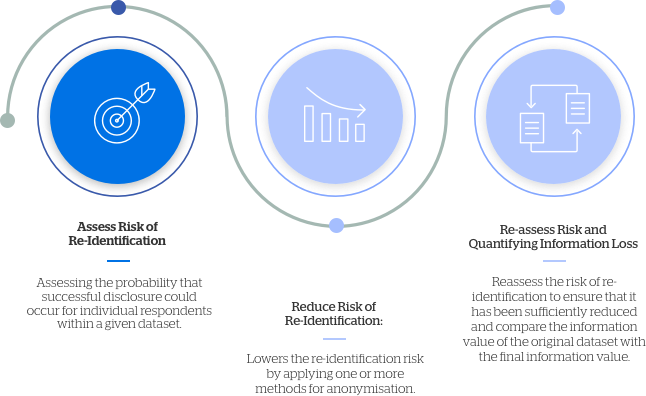 Assess Risk of
Re-Identification
Assessing the probability that
successful disclosure could
occur for individual respondents
within a given dataset.
Reduce Risk of
Re-Identification:
Lowers the re-identification risk
by applying one or more
methods for anonymisation.
Re-assess Risk and
Quantifying Information Loss
Reassess the risk of re-
identification to ensure that it
has been sufficiently reduced
and compare the information
value of the original dataset with
the final information value.